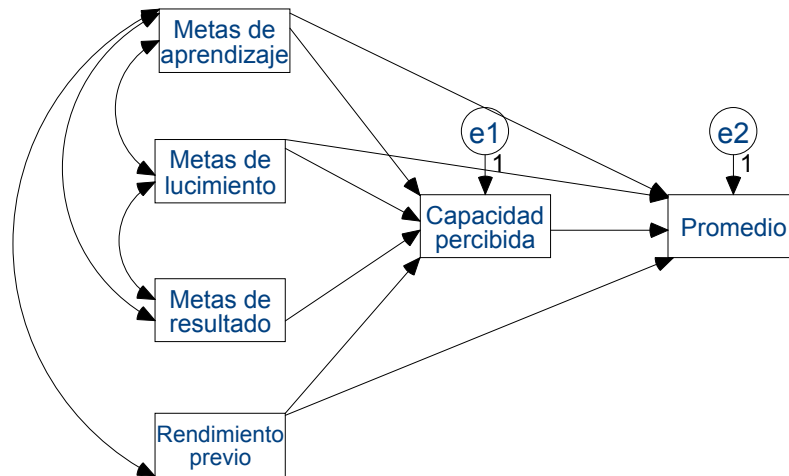 Metas de
aprendizaje
e1
e2
1
1
Metas de
lucimiento
Capacidad
percibida
Promedio
Metas de
resultado
Rendimiento
previo